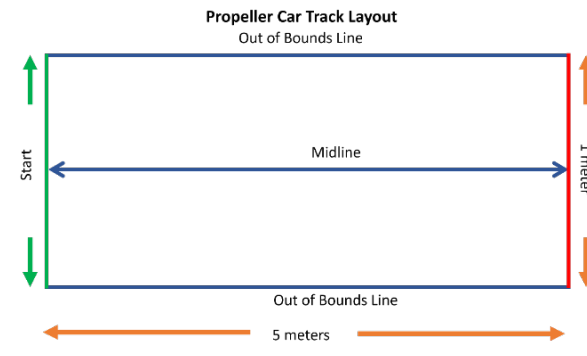 Propeller Car Track Layout
Out of Bounds Line
Start
Midline
1 meter
Out of Bounds Line
5 meters